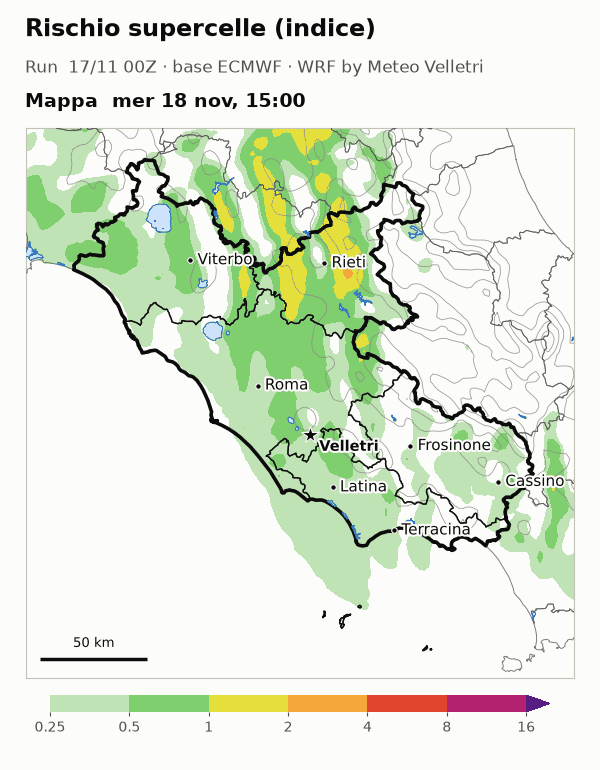 Rischio supercelle (indice)
Run  17/11 00Z · base ECMWF · WRF by Meteo Velletri
Mappa  mer 18 nov, 15:00
Viterbo
Rieti
Roma
Velletri
Frosinone
Latina
Cassino
Terracina
50 km
0.25 0.5 1 2 4 8 16